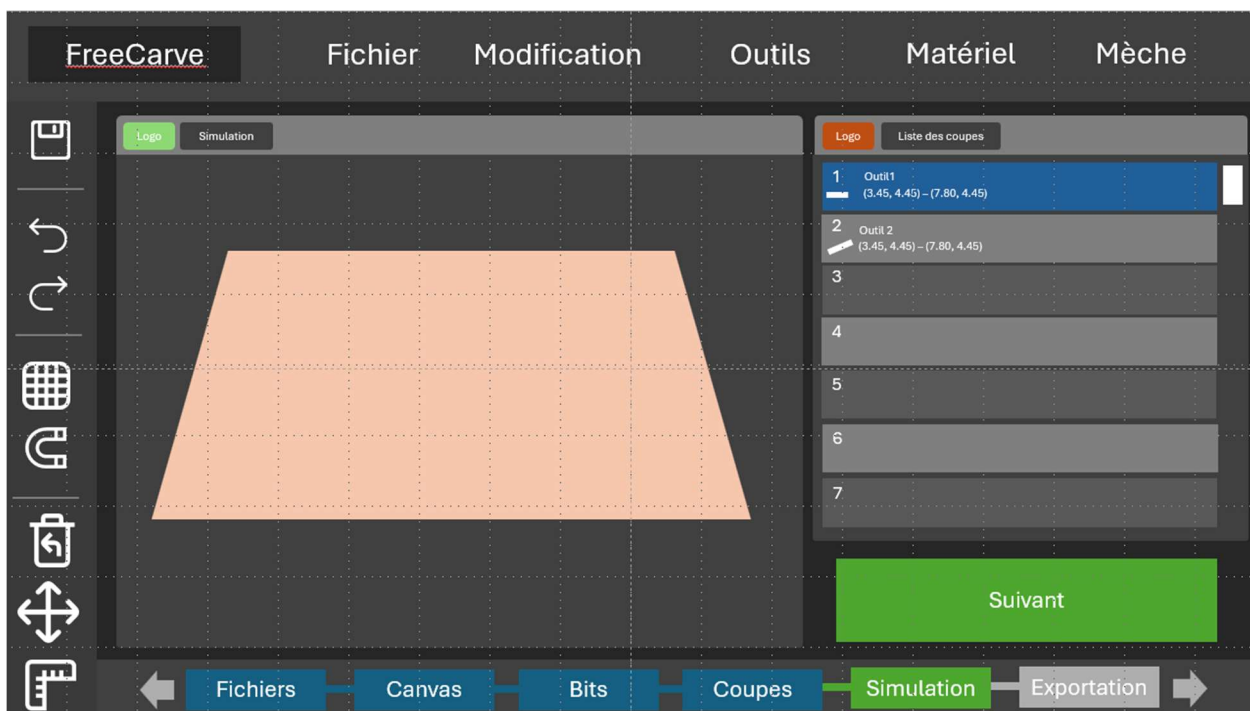 FreeCarve Fichier Modification Outils Matériel Mèche
Logo Simulation
Logo Liste des coupes
1 Outil1
(3.45, 4.45) – (7.80, 4.45)
2 Outil 2
(3.45, 4.45) – (7.80, 4.45)
3
4
5
6
7
Suivant
Fichiers Canvas Bits Coupes Simulation Exportation